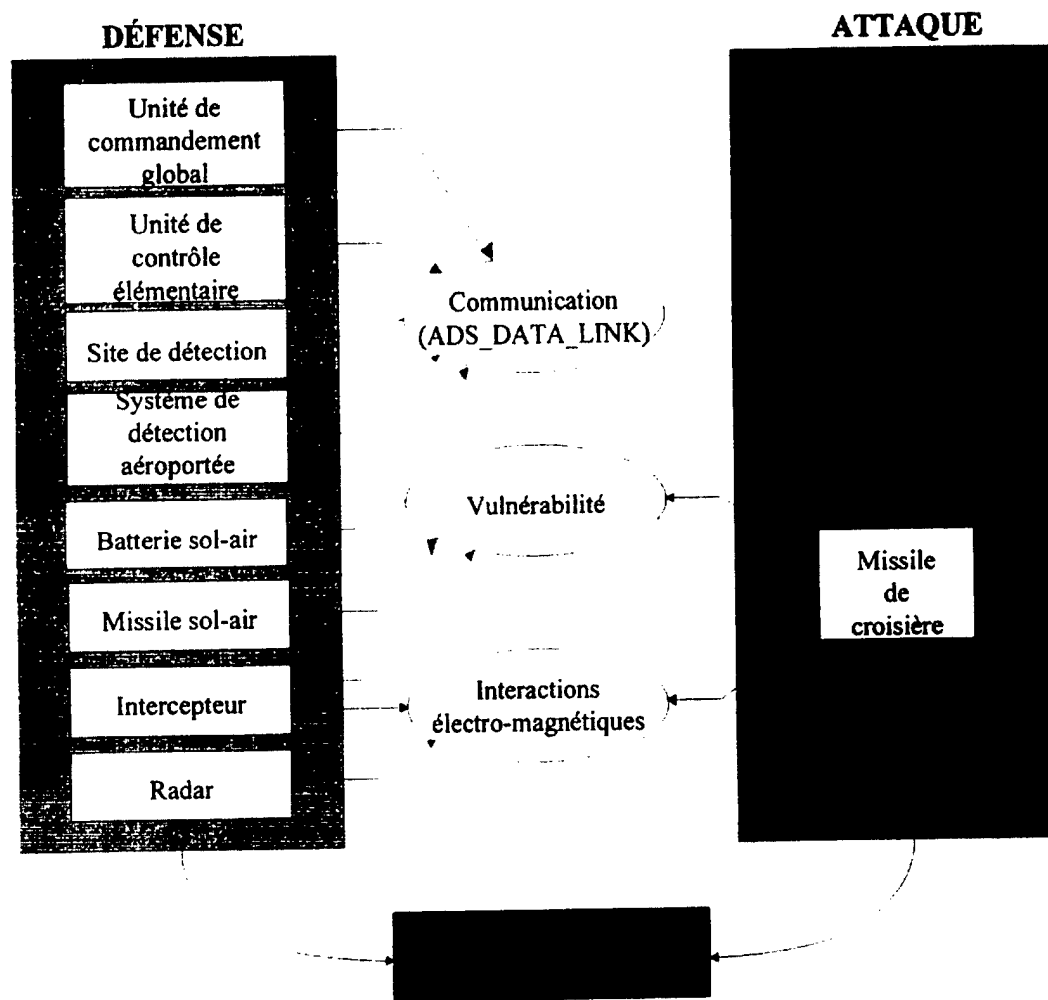 DÉFENSE
ATTAQUE
Unité de
commandement
global
Unité de
contrôle
élémentaire
Site de détection
Système de
détection
aéroportée
Batterie sol-air
Missile sol-air
Intercepteur
Radar
Communication
(ADS_DATA_LINK)
Vulnérabilité
Interactions
électro-magnétiques
Missile
de
croisière